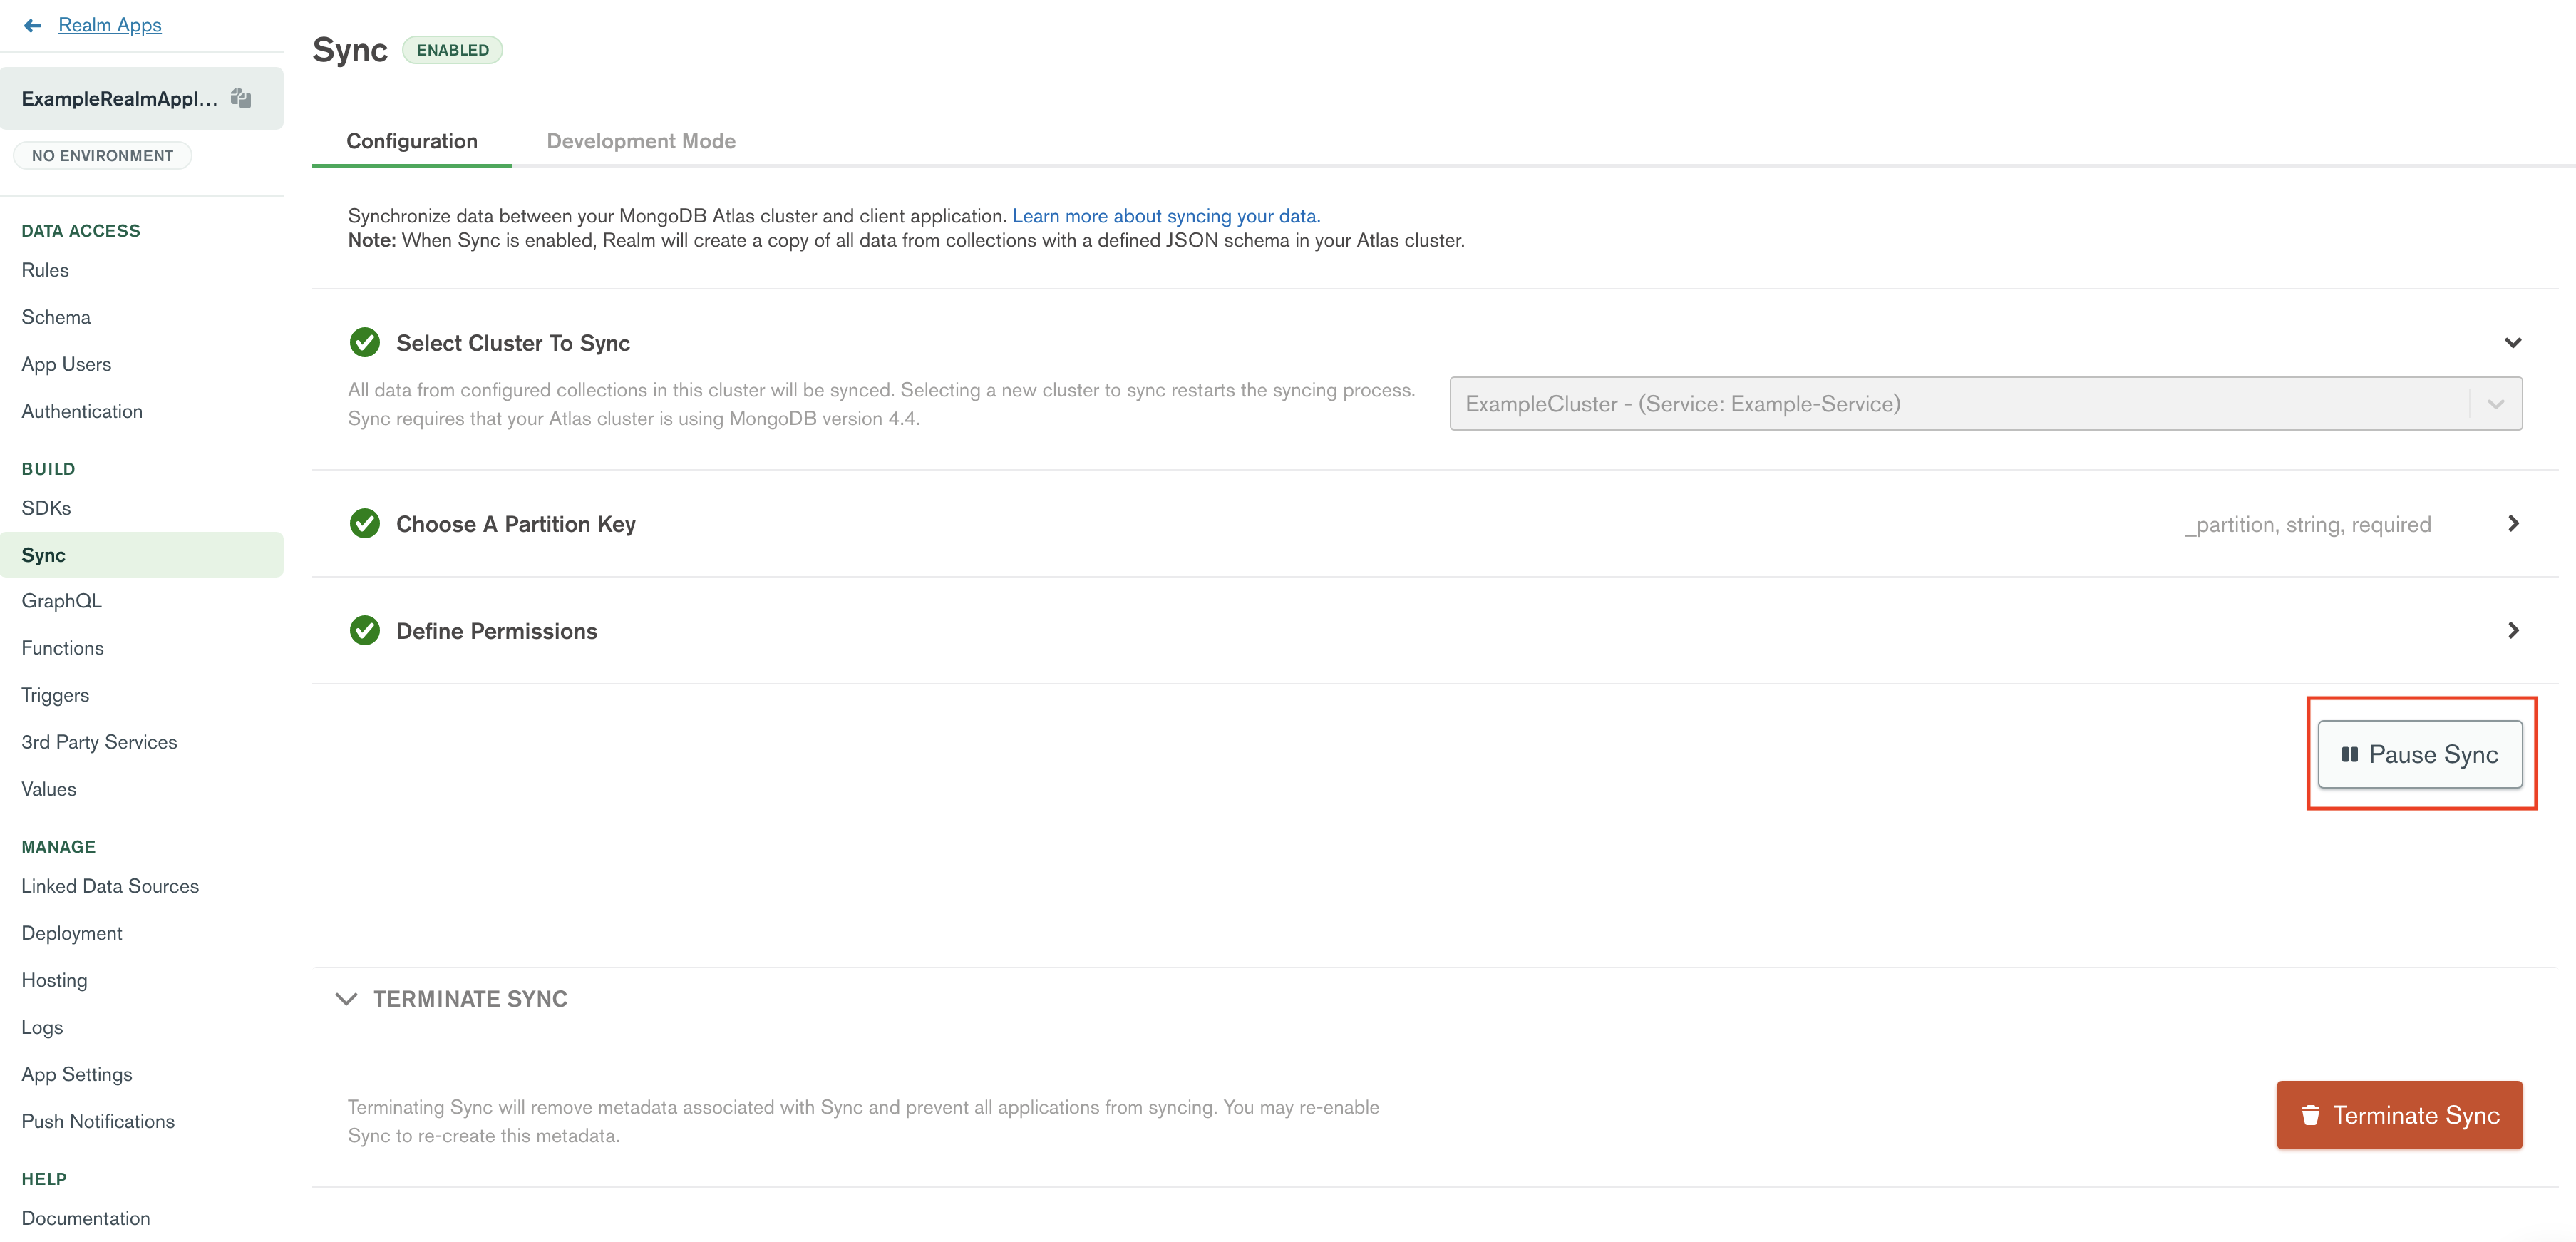 Realm Apps
ExampleRealmAppl...
NO ENVIRONMENT
DATA ACCESS
Rules
Schema
App Users
Authentication
BUILD
SDKs
Sync
GraphQL
Functions
Triggers
3rd Party Services
Values
MANAGE
Linked Data Sources
Deployment
Hosting
Logs
App Settings
Push Notifications
HELP
Documentation
Sync ENABLED
Configuration Development Mode
Synchronize data between your MongoDB Atlas cluster and client application. Learn more about syncing your data.
Note: When Sync is enabled, Realm will create a copy of all data from collections with a defined JSON schema in your Atlas cluster.
Select Cluster To Sync
All data from configured collections in this cluster will be synced. Selecting a new cluster to sync restarts the syncing process.
Sync requires that your Atlas cluster is using MongoDB version 4.4.
ExampleCluster - (Service: Example-Service)
Choose A Partition Key
_partition, string, required
Define Permissions
Pause Sync
TERMINATE SYNC
Terminating Sync will remove metadata associated with Sync and prevent all applications from syncing. You may re-enable
Sync to re-create this metadata.
Terminate Sync